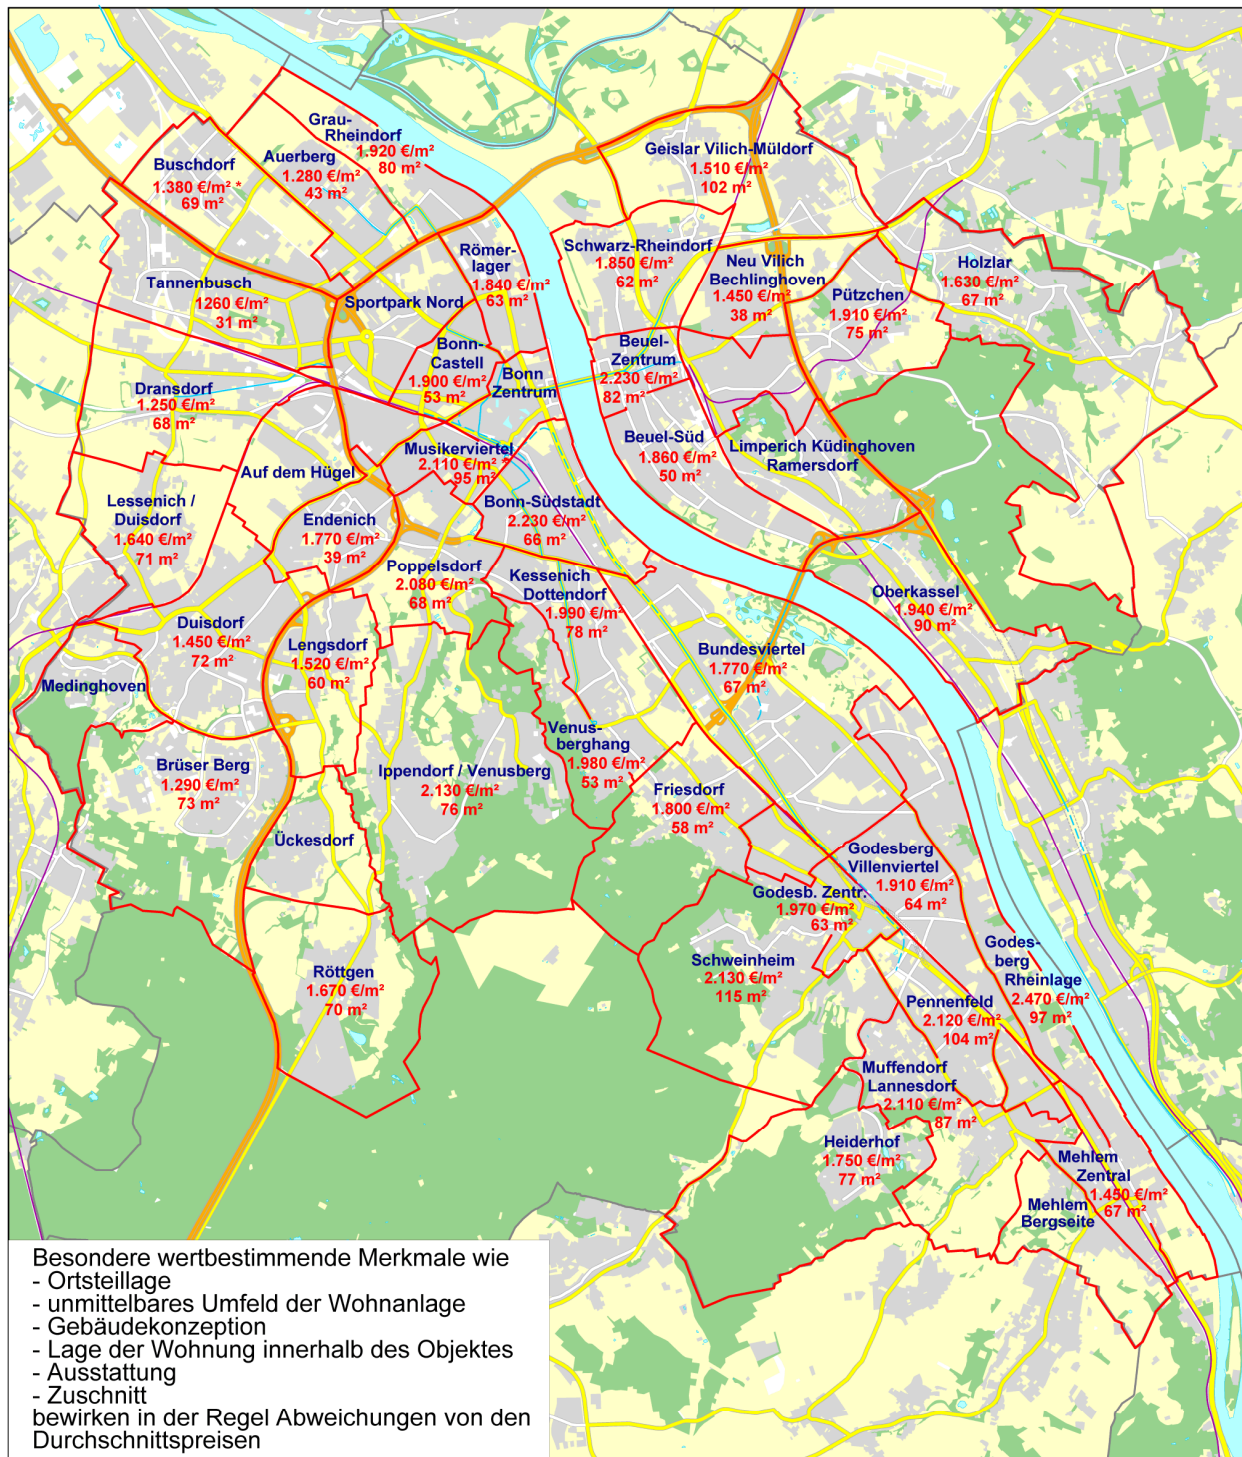 Grau-
Rheindorf
1.920 €/m²
80 m²
Buschdorf
1.380 €/m² *
69 m²
Auerberg
1.280 €/m²
43 m²
Geislar Vilich-Müldorf
1.510 €/m²
102 m²
Römer-
lager
1.840 €/m²
63 m²
Schwarz-Rheindorf
1.850 €/m²
62 m²
Neu Vilich
Bechlinghoven
1.450 €/m²
38 m²
Holzlar
1.630 €/m²
67 m²
Tannenbusch
1260 €/m²
31 m²
Sportpark Nord
Pützchen
1.910 €/m²
75 m²
Bonn-
Castell
1.900 €/m²
53 m²
Bonn
Zentrum
Beuel-
Zentrum
2.230 €/m²
82 m²
Dransdorf
1.250 €/m²
68 m²
Musikerviertel
2.110 €/m² *
95 m²
Beuel-Süd
1.860 €/m²
50 m²
Limperich Küdinghoven
Ramersdorf
Auf dem Hügel
Lessenich /
Duisdorf
1.640 €/m²
71 m²
Endenich
1.770 €/m²
39 m²
Bonn-Südstadt
2.230 €/m²
66 m²
Poppelsdorf
2.080 €/m²
68 m²
Kessenich
Dottendorf
1.990 €/m²
78 m²
Oberkassel
1.940 €/m²
90 m²
Duisdorf
1.450 €/m²
72 m²
Lengsdorf
1.520 €/m²
60 m²
Bundesviertel
1.770 €/m²
67 m²
Medinghoven
Venus-
berghang
1.980 €/m²
53 m²
Brüser Berg
1.290 €/m²
73 m²
Ippendorf / Venusberg
2.130 €/m²
76 m²
Friesdorf
1.800 €/m²
58 m²
Ückesdorf
Godesberg
Villenviertel
1.910 €/m²
64 m²
Godesb. Zentr.
1.970 €/m²
63 m²
Godes-
berg
Rheinlage
2.470 €/m²
97 m²
Röttgen
1.670 €/m²
70 m²
Schweinheim
2.130 €/m²
115 m²
Pennenfeld
2.120 €/m²
104 m²
Muffendorf
Lannesdorf
2.110 €/m²
87 m²
Heiderhof
1.750 €/m²
77 m²
Mehlem
Zentral
1.450 €/m²
67 m²
Mehlem
Bergseite
Besondere wertbestimmende Merkmale wie
- Ortsteillage
- unmittelbares Umfeld der Wohnanlage
- Gebäudekonzeption
- Lage der Wohnung innerhalb des Objektes
- Ausstattung
- Zuschnitt
bewirken in der Regel Abweichungen von den
Durchschnittspreisen